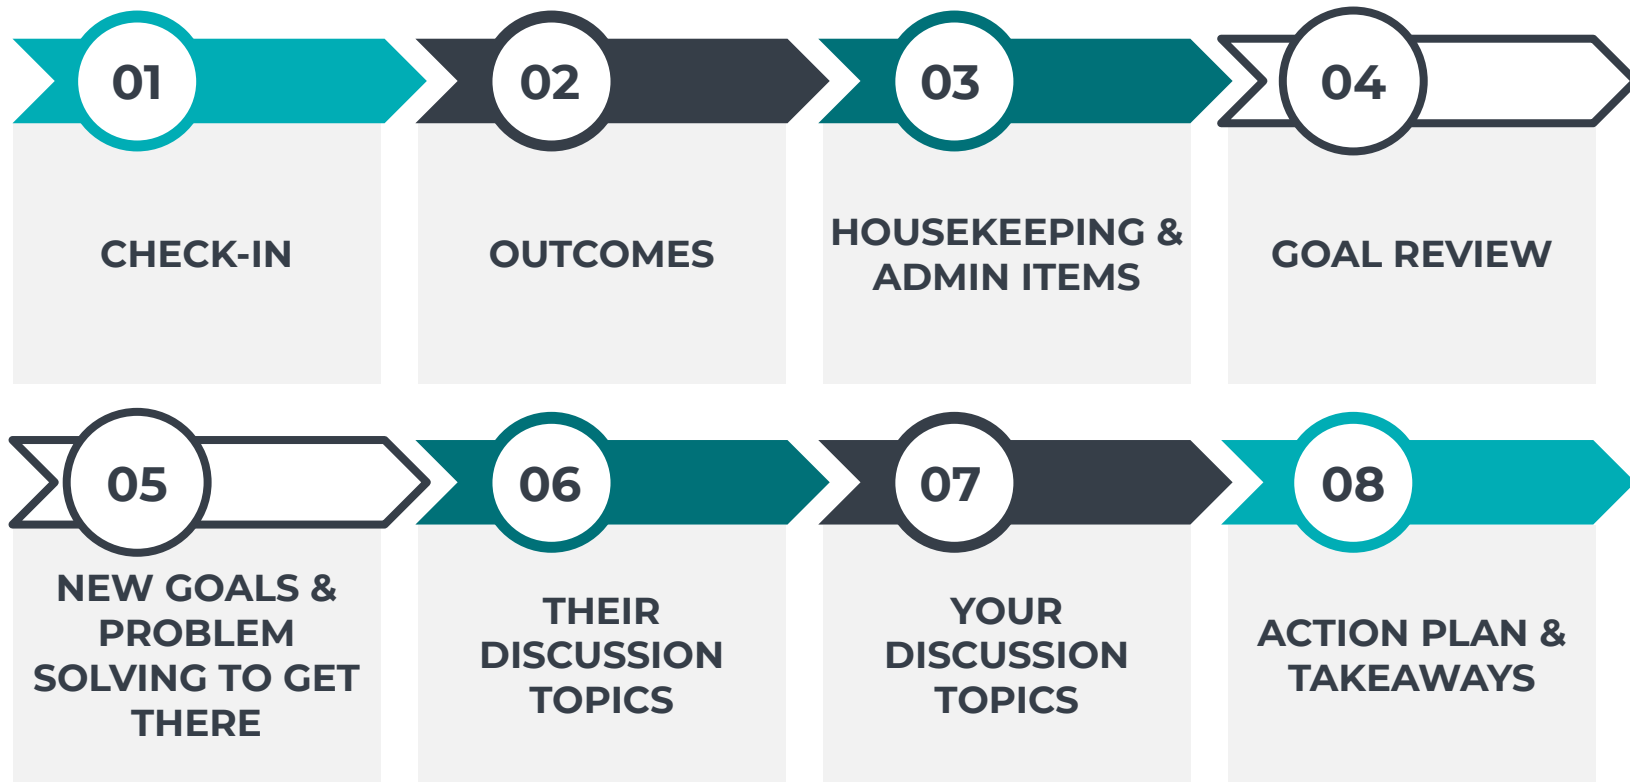 01
02
03
04
CHECK-IN
OUTCOMES
HOUSEKEEPING &
ADMIN ITEMS
GOAL REVIEW
05
06
07
08
NEW GOALS &
PROBLEM
SOLVING TO GET
THERE
THEIR
DISCUSSION
TOPICS
YOUR
DISCUSSION
TOPICS
ACTION PLAN &
TAKEAWAYS